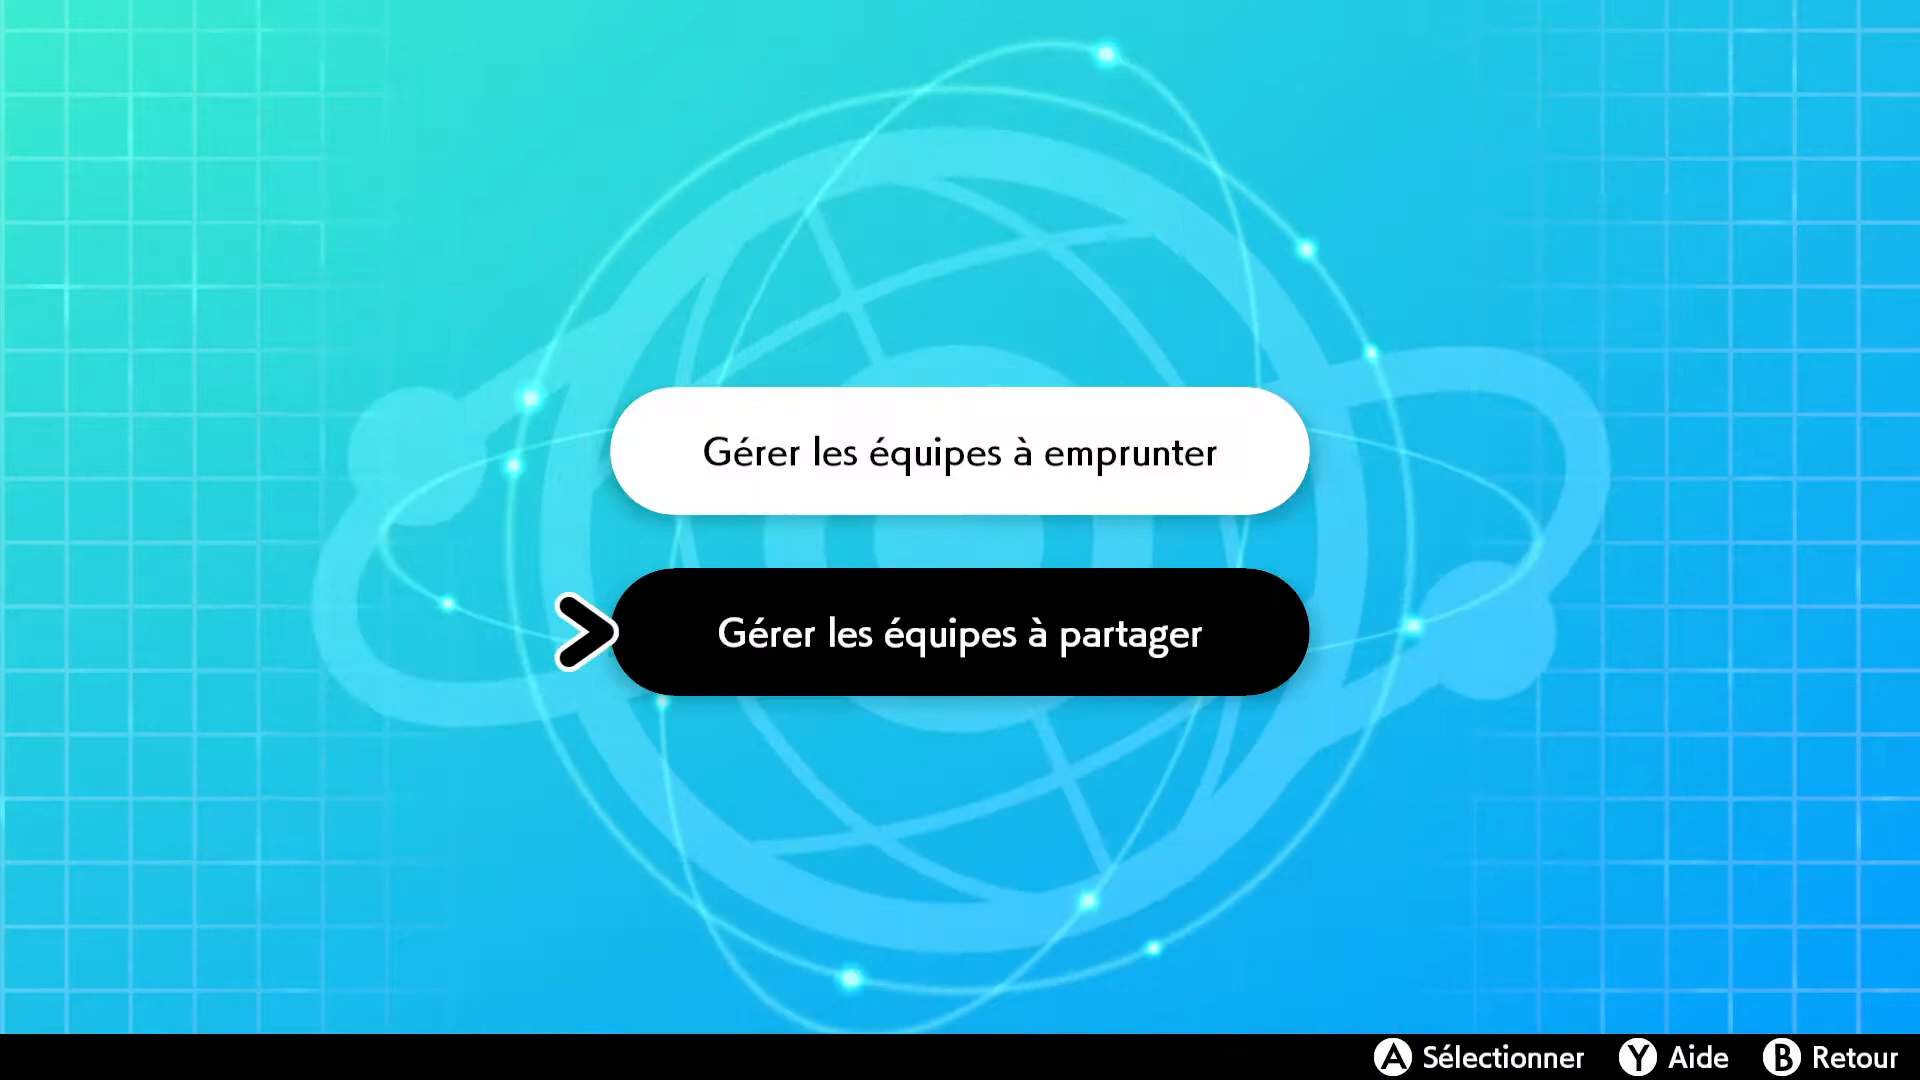 Gérer les équipes à emprunter
Gérer les équipes à partager
A Sélectionner Y Aide B Retour